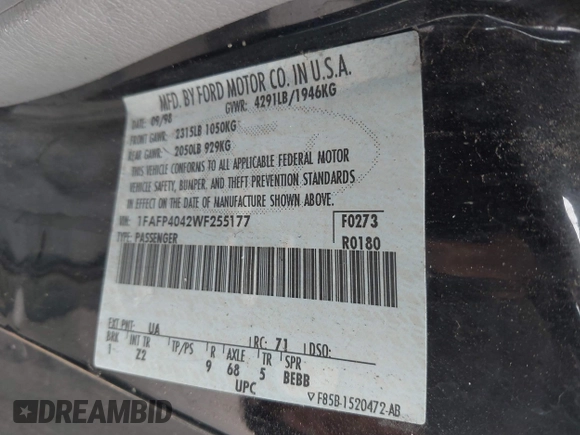 MFD. BY FORD MOTOR CO. IN U.S.A.
DATE: 09/98 GVWR: 4291LB/1946KG
FRONT GAWR: 2315LB 1050KG
REAR GAWR: 2050LB 929KG
THIS VEHICLE CONFORMS TO ALL APPLICABLE FEDERAL MOTOR
VEHICLE SAFETY, BUMPER, AND THEFT PREVENTION STANDARDS
IN EFFECT ON THE DATE OF MANUFACTURE SHOWN ABOVE.
VIN: 1FAFP4042WF255177 F0273
TYPE: PASSENGER R0180
EXT PNT: UA RC: 71 DSO:
BRK INT TR TP/PS R AXLE TR SPR
1 Z2 9 68 5 BEBB
UPC
▽F85B-1520472-AB
RIDESAFELY